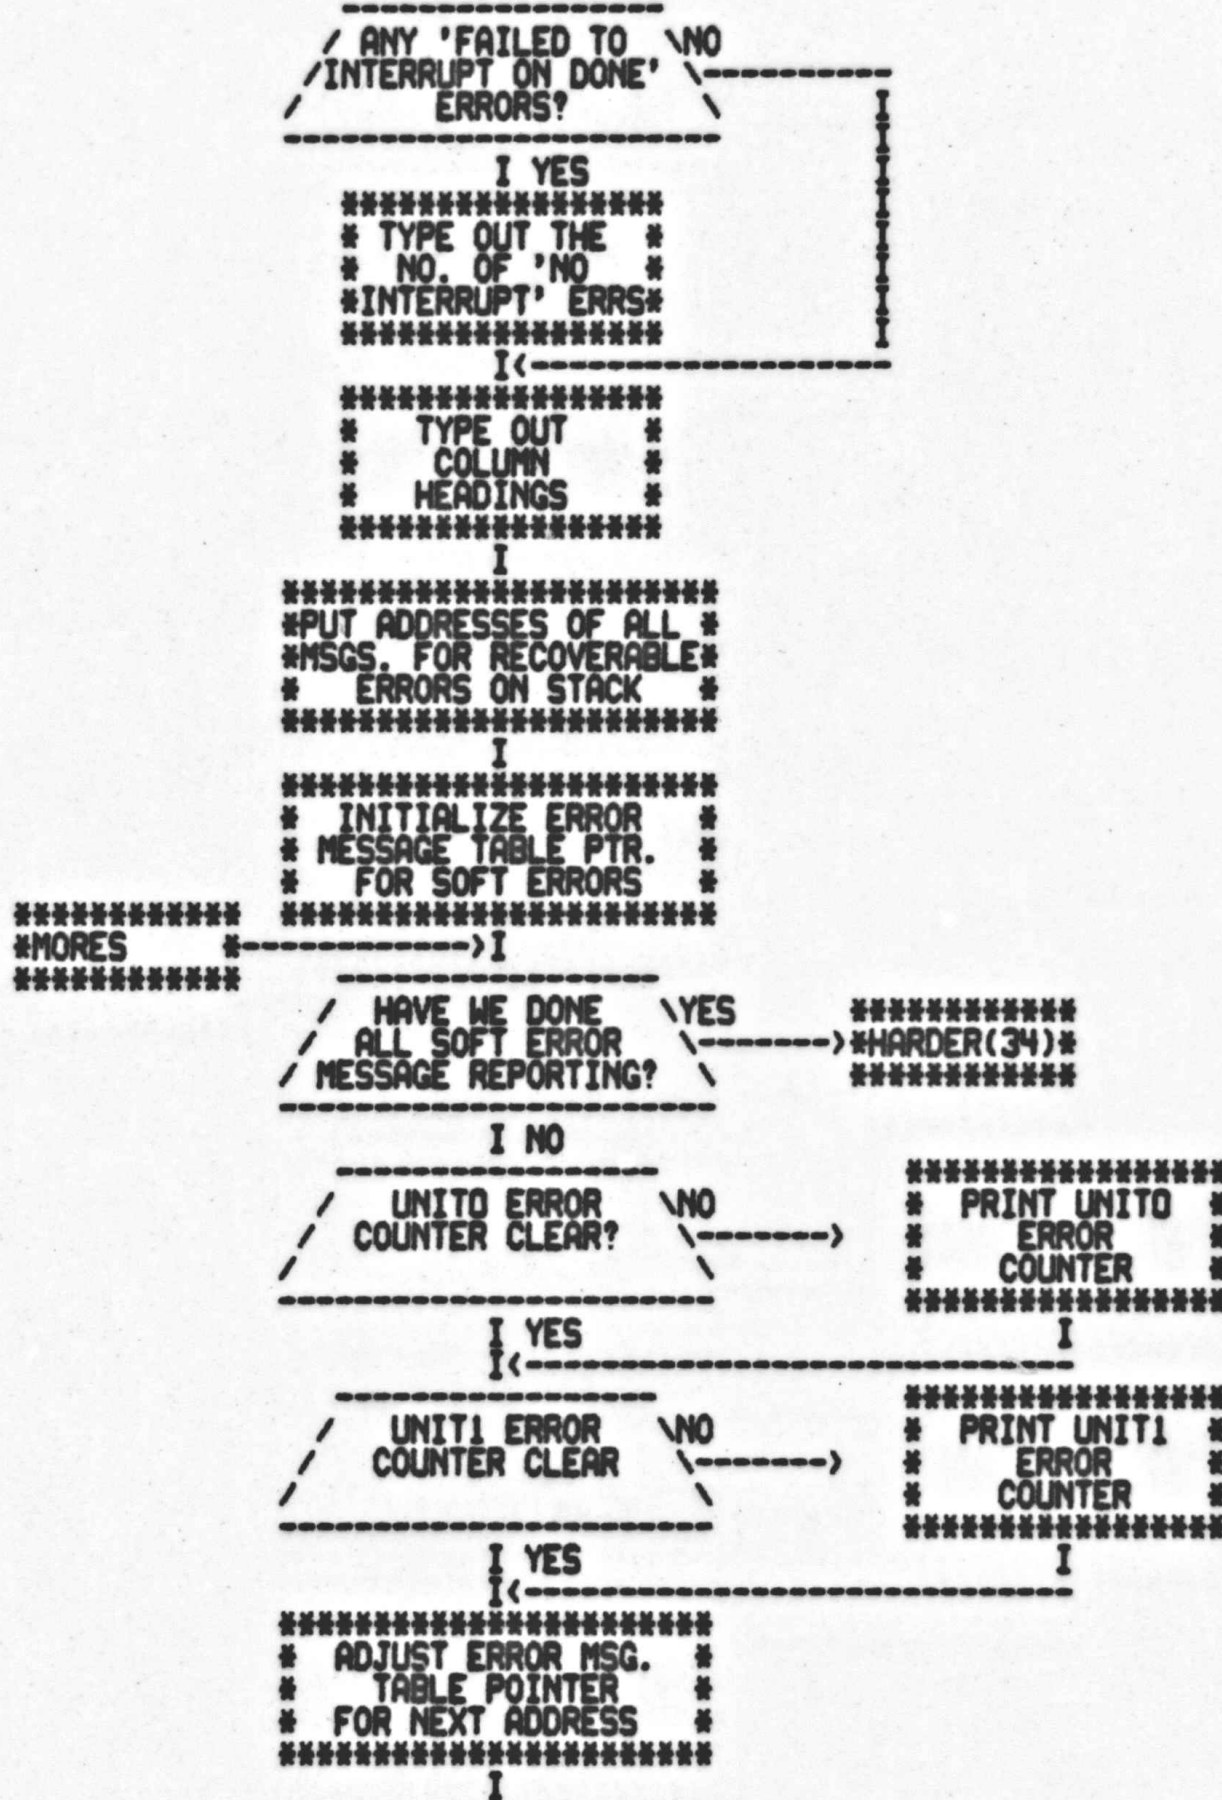 ANY 'FAILED TO \NO
INTERRUPT ON DONE'
ERRORS?
I YES
TYPE OUT THE
NO. OF 'NO
INTERRUPT' ERRS
TYPE OUT
COLUMN
HEADINGS
PUT ADDRESSES OF ALL
MSGS. FOR RECOVERABLE
ERRORS ON STACK
INITIALIZE ERROR
MESSAGE TABLE PTR.
FOR SOFT ERRORS
MORES
HAVE WE DONE \YES
ALL SOFT ERROR
HARDER(34)
MESSAGE REPORTING?
I NO
UNIT0 ERROR \NO
COUNTER CLEAR?
PRINT UNIT0
ERROR
COUNTER
I YES
UNIT1 ERROR \NO
COUNTER CLEAR
PRINT UNIT1
ERROR
COUNTER
I YES
ADJUST ERROR MSG.
TABLE POINTER
FOR NEXT ADDRESS